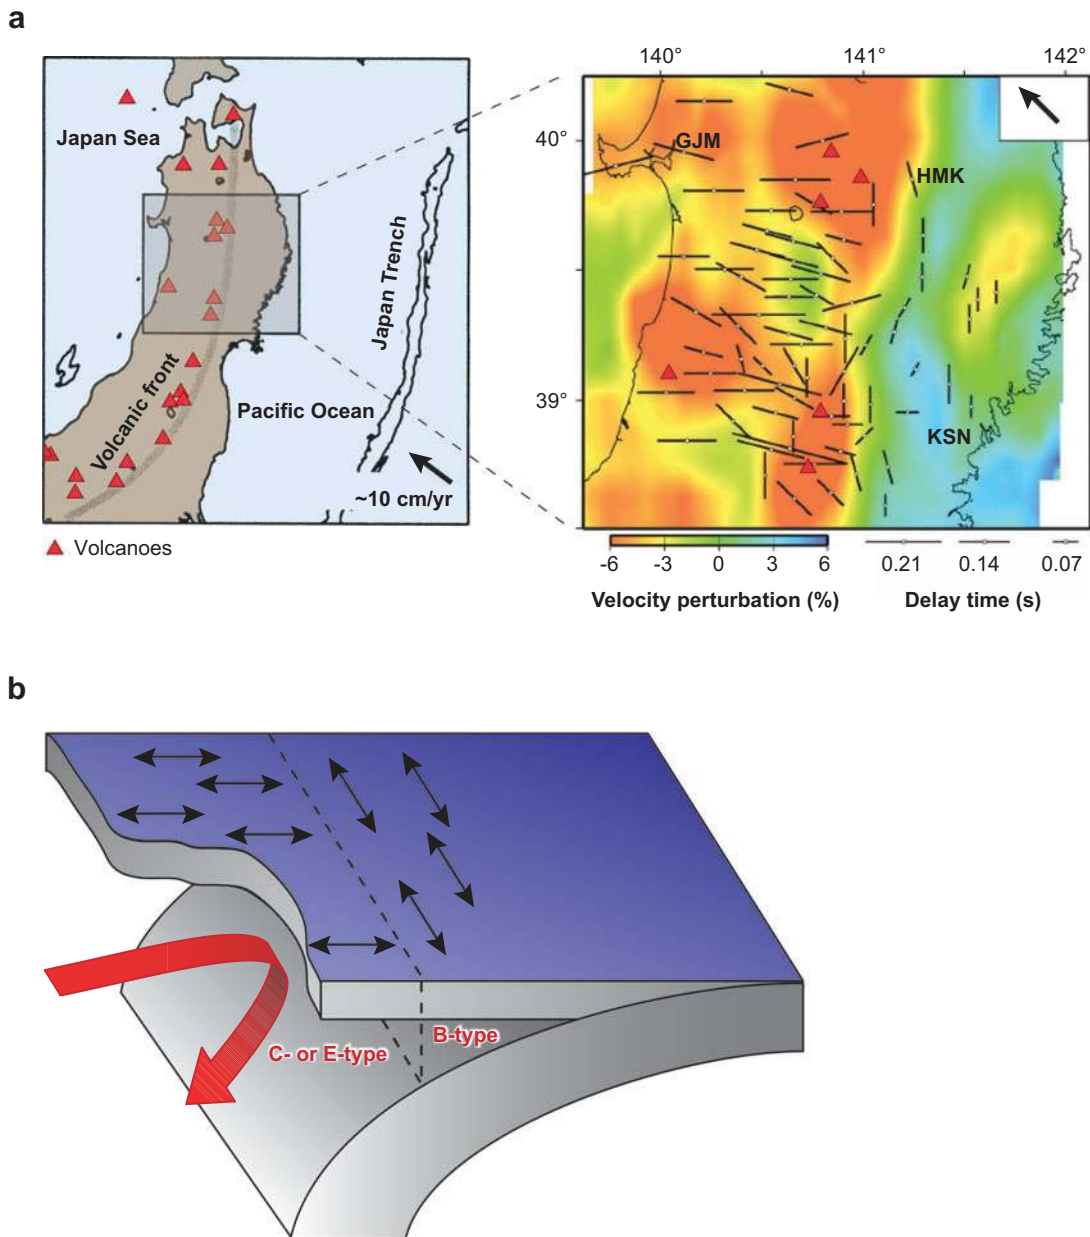 a
Japan Sea
Japan Trench
Volcanic front
Pacific Ocean
~10 cm/yr
Volcanoes
140° 141° 142°
40°
39°
GJM
HMK
KSN
-6 -3 0 3 6
Velocity perturbation (%)
0.21 0.14 0.07
Delay time (s)
b
B-type
C- or E-type